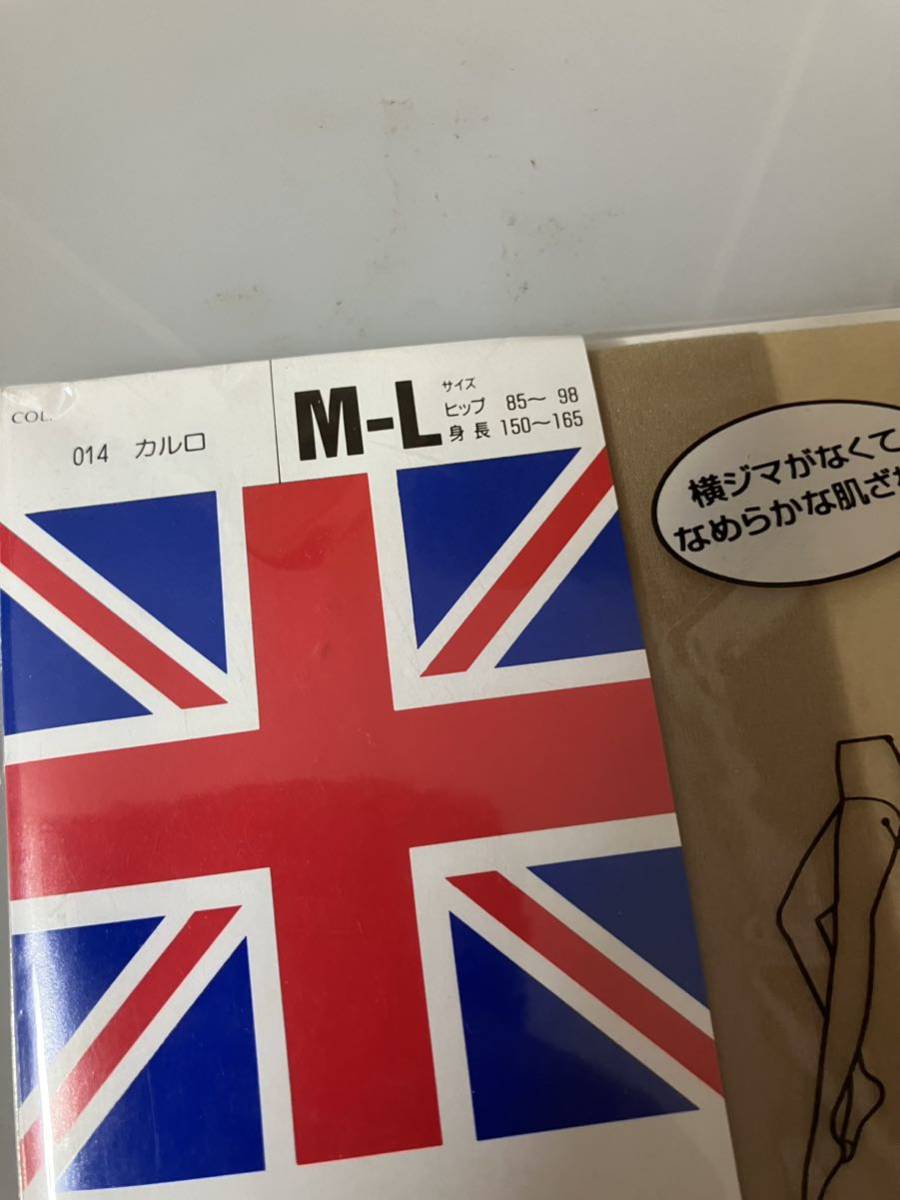 COL.
014 カルロ
M-L
サイズ
ヒップ 85〜 98
身長 150〜165
横ジマがなくて
なめらかな肌ざ